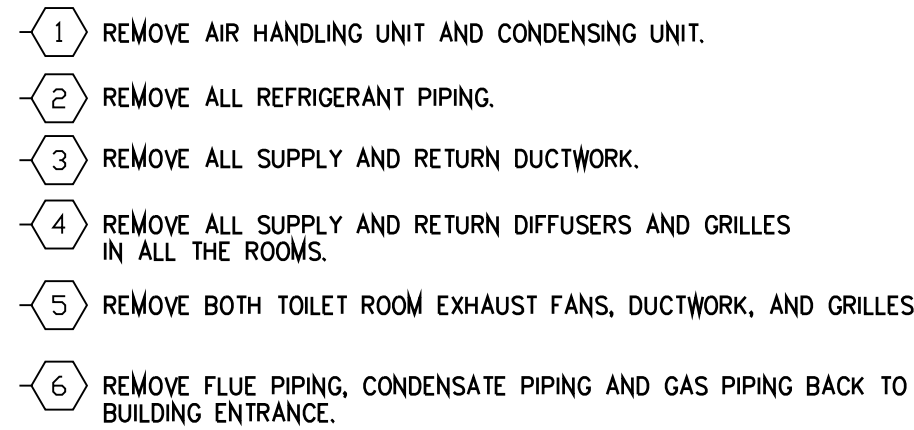 1 REMOVE AIR HANDLING UNIT AND CONDENSING UNIT.
2 REMOVE ALL REFRIGERANT PIPING.
3 REMOVE ALL SUPPLY AND RETURN DUCTWORK.
4 REMOVE ALL SUPPLY AND RETURN DIFFUSERS AND GRILLES
IN ALL THE ROOMS.
5 REMOVE BOTH TOILET ROOM EXHAUST FANS, DUCTWORK, AND GRILLES
6 REMOVE FLUE PIPING, CONDENSATE PIPING AND GAS PIPING BACK TO
BUILDING ENTRANCE.